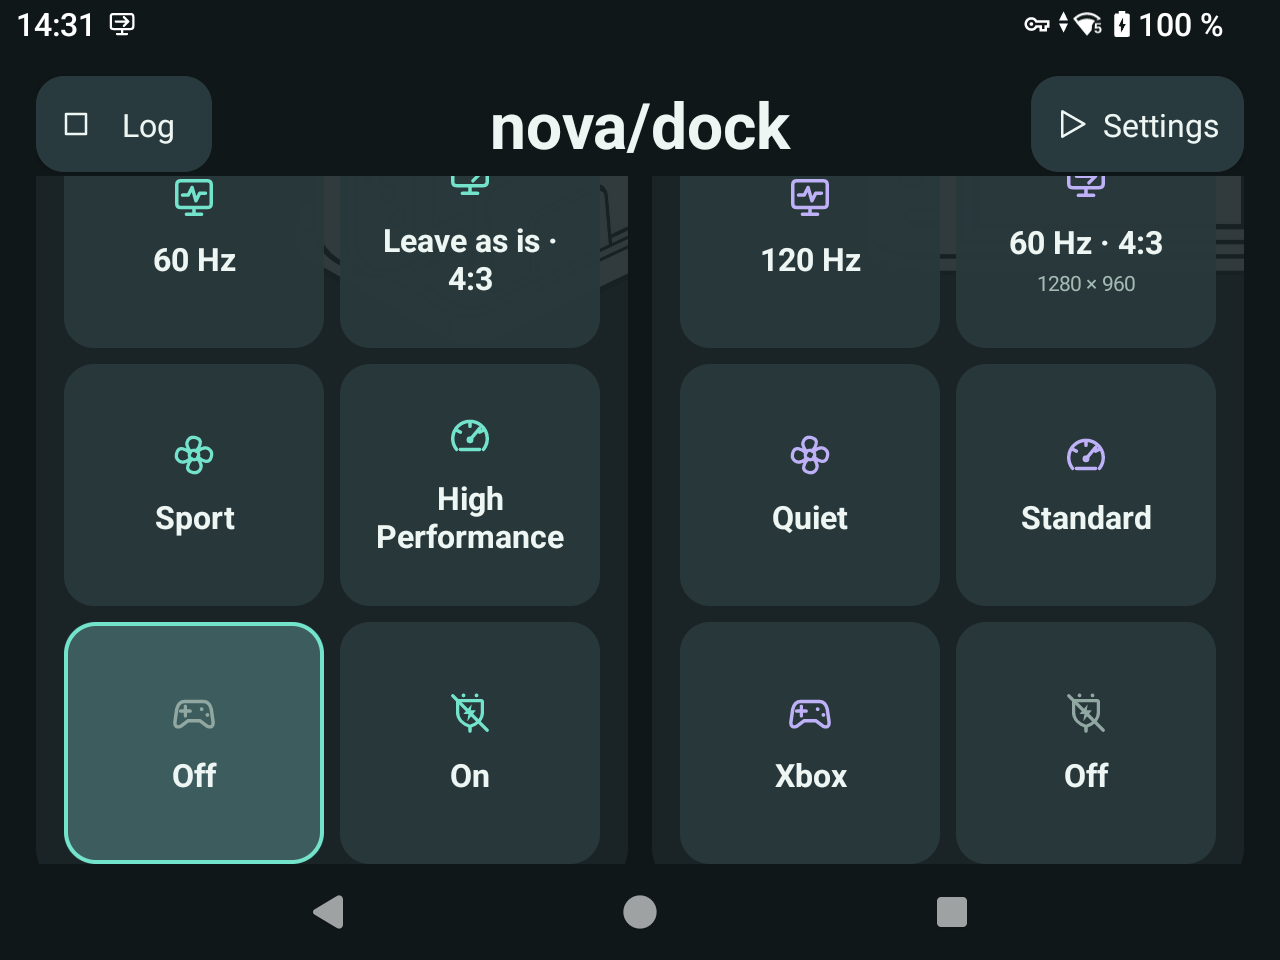 14:31
5 100 %
Log
nova/dock
Settings
60 Hz
Leave as is ·
4:3
120 Hz
60 Hz · 4:3
1280 × 960
Sport
High
Performance
Quiet
Standard
Off
On
Xbox
Off